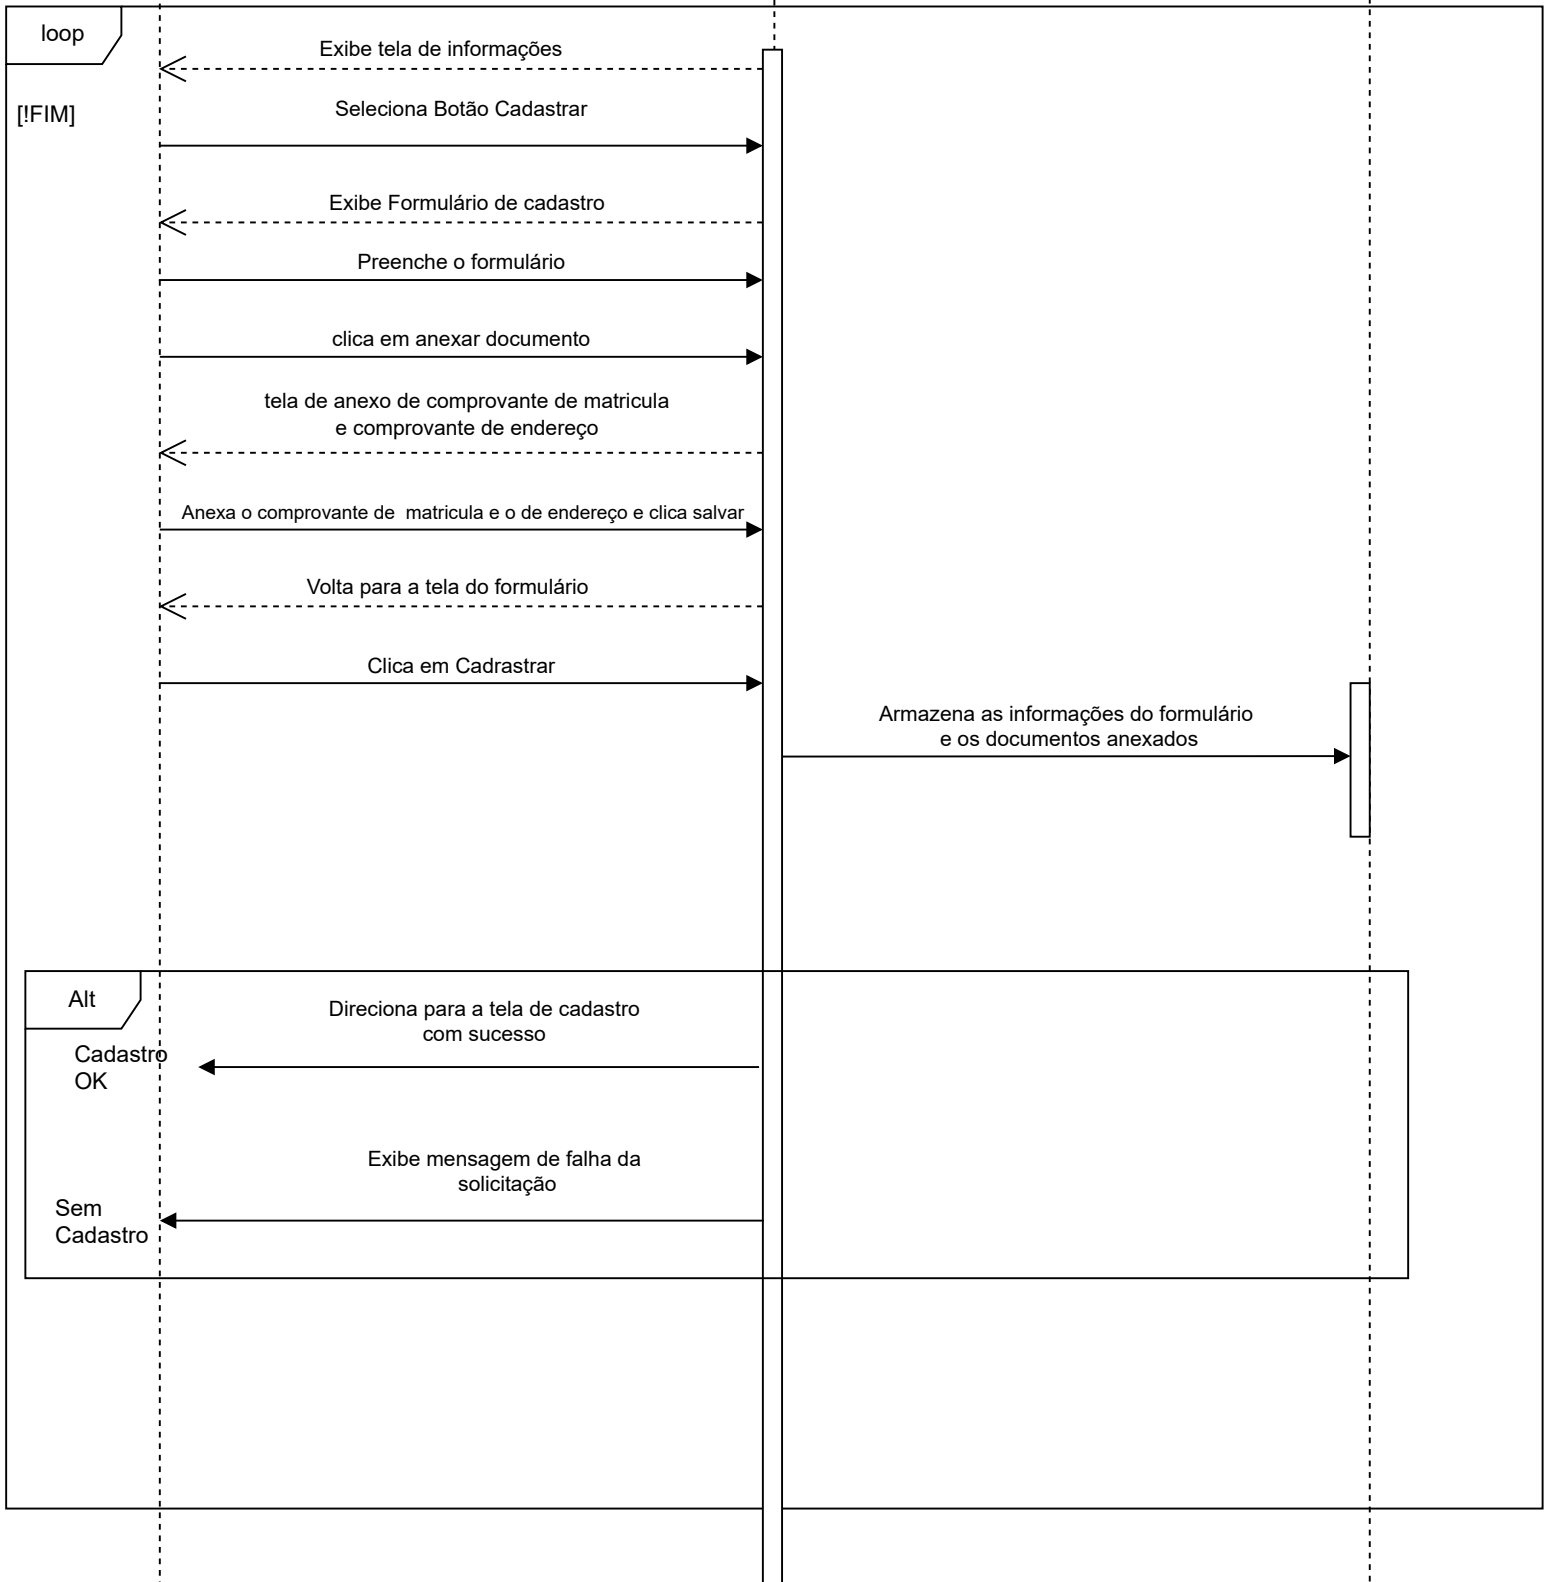 loop
Exibe tela de informações
[!FIM]
Seleciona Botão Cadastrar
Exibe Formulário de cadastro
Preenche o formulário
clica em anexar documento
tela de anexo de comprovante de matricula
e comprovante de endereço
Anexa o comprovante de  matricula e o de endereço e clica salvar
Volta para a tela do formulário
Clica em Cadrastrar
Armazena as informações do formulário
e os documentos anexados
Alt
Direciona para a tela de cadastro
com sucesso
Cadastro
OK
Exibe mensagem de falha da
solicitação
Sem
Cadastro